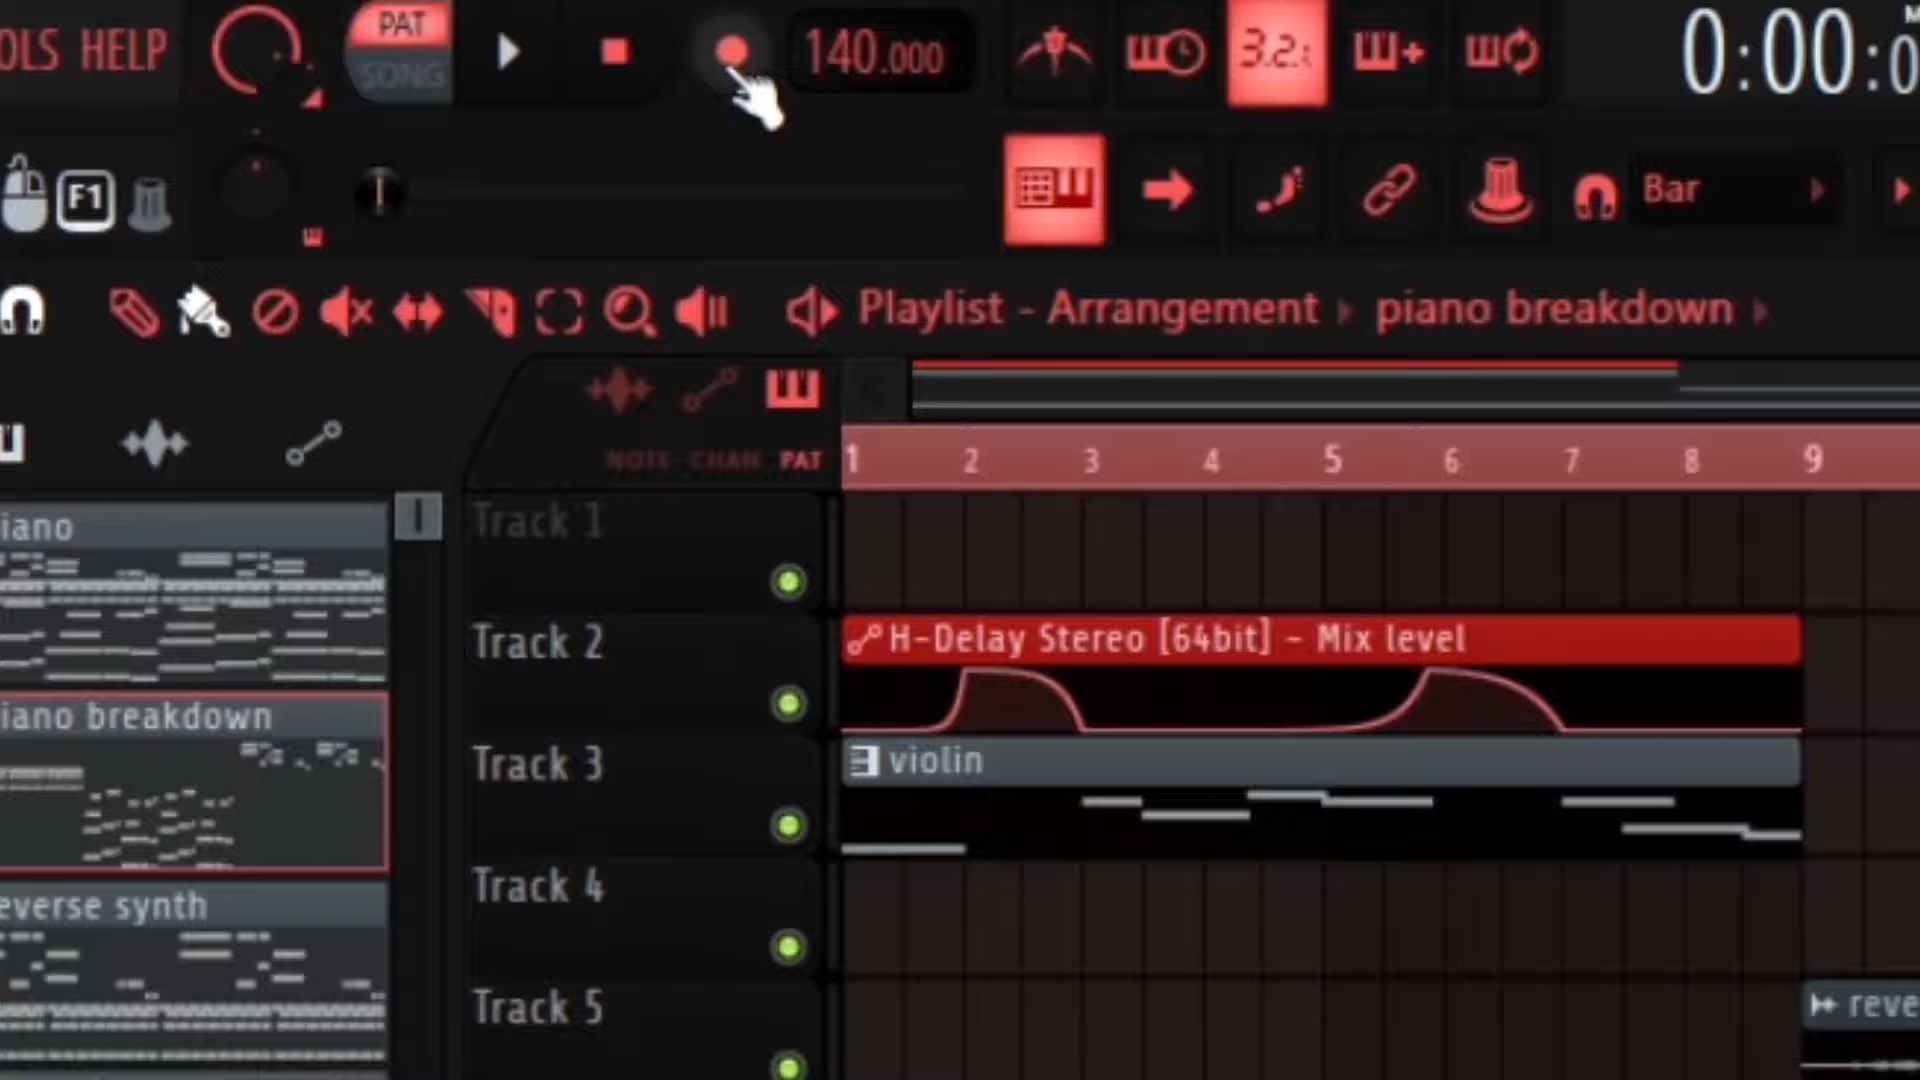 OLS HELP
PAT
SONG
140.000
3.2.
0:00:0
F1
Bar
Playlist - Arrangement piano breakdown
NOTE CHAN PAT
1 2 3 4 5 6 7 8 9
iano
Track 1
H-Delay Stereo [64bit] - Mix level
Track 2
iano breakdown
violin
Track 3
everse synth
Track 4
Track 5
reve